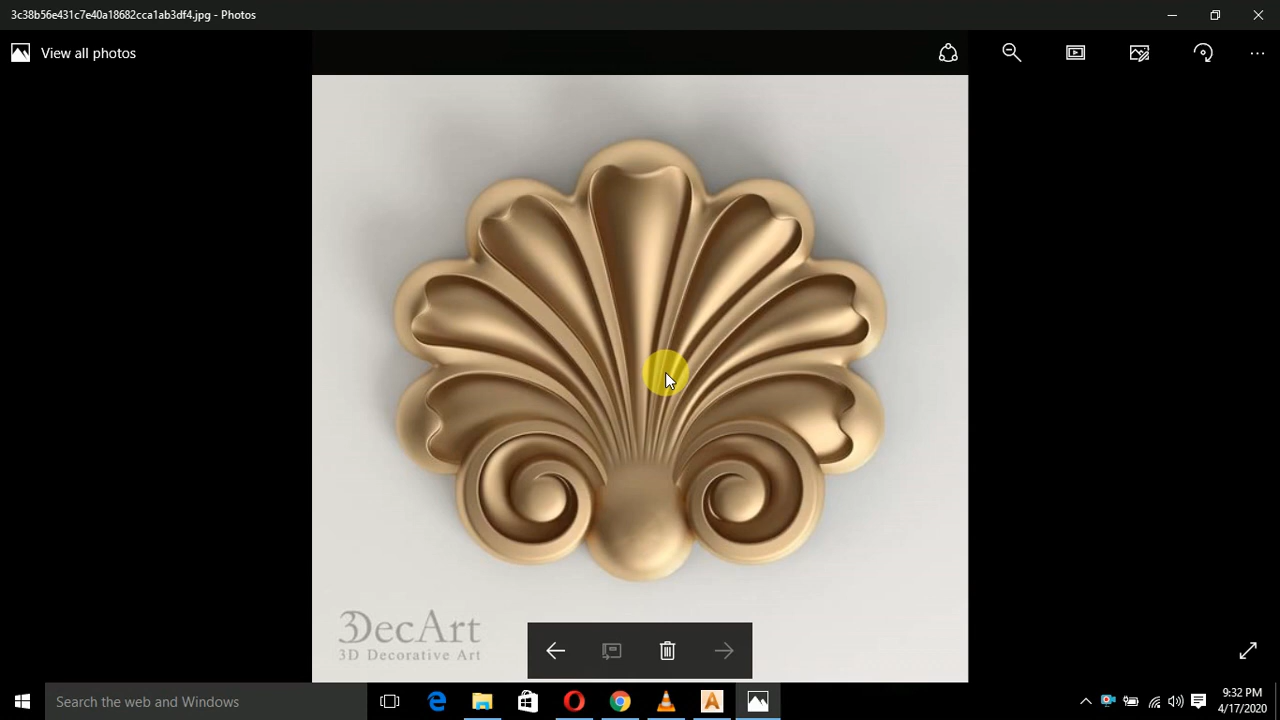 3c38b56e431c7e40a18682cca1ab3df4.jpg - Photos
View all photos
3DecArt
3D Decorative Art
Search the web and Windows
9:32 PM
4/17/2020